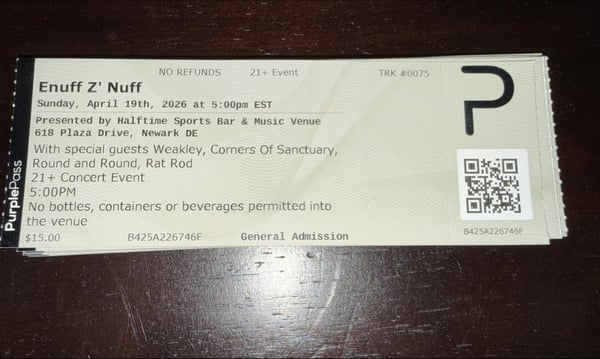 NO REFUNDS 21+ Event TRK #0075
Enuff Z' Nuff
Sunday, April 19th, 2026 at 5:00pm EST
Presented by Halftime Sports Bar & Music Venue
618 Plaza Drive, Newark DE
With special guests Weakley, Corners Of Sanctuary,
Round and Round, Rat Rod
21+ Concert Event
5:00PM
No bottles, containers or beverages permitted into
the venue
$15.00 B425A226746F General Admission
PurplePass
P
B425A226746F